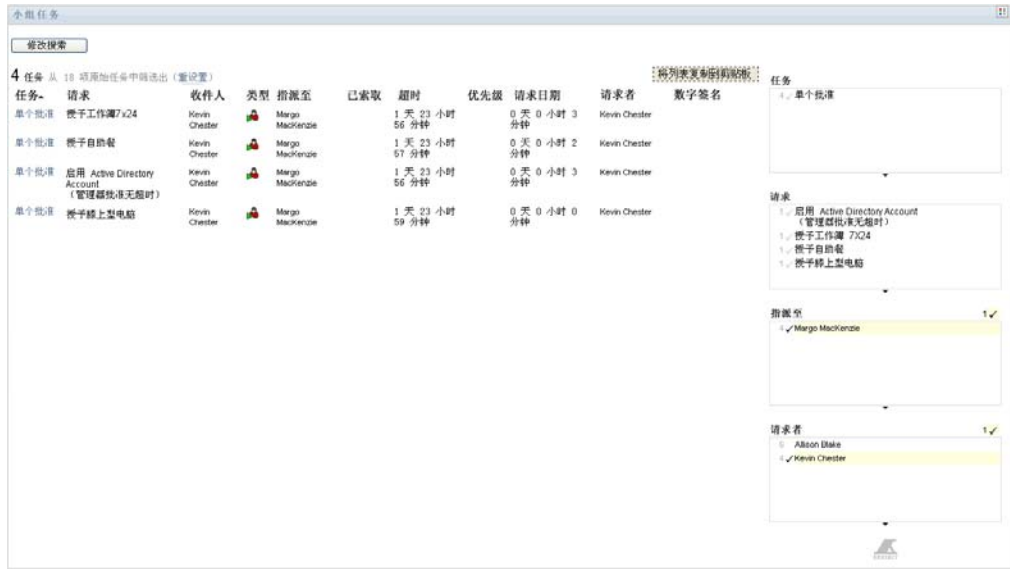 小组任务
修改搜索
4 任务 从 18 项原始任务中筛选出（重设置）
将列表复制到剪贴板
任务 请求 收件人 类型 指派至 已索取 超时 优先级 请求日期 请求者 数字签名
单个批准 授予工作簿7x24 Kevin Chester Margo MacKenzie 1 天 23 小时 56 分钟 0 天 0 小时 3 分钟 Kevin Chester
单个批准 授予自助餐 Kevin Chester Margo MacKenzie 1 天 23 小时 57 分钟 0 天 0 小时 2 分钟 Kevin Chester
单个批准 启用 Active Directory Account （管理器批准无超时） Kevin Chester Margo MacKenzie 1 天 23 小时 56 分钟 0 天 0 小时 3 分钟 Kevin Chester
单个批准 授予膝上型电脑 Kevin Chester Margo MacKenzie 1 天 23 小时 59 分钟 0 天 0 小时 0 分钟 Kevin Chester
任务
4 ✓ 单个批准
请求
1 ✓ 启用 Active Directory Account
（管理器批准无超时）
1 ✓ 授予工作簿 7X24
1 ✓ 授予自助餐
1 ✓ 授予膝上型电脑
指派至 1 ✓
4 ✓ Margo MacKenzie
请求者 1 ✓
Allison Blake
4 ✓ Kevin Chester